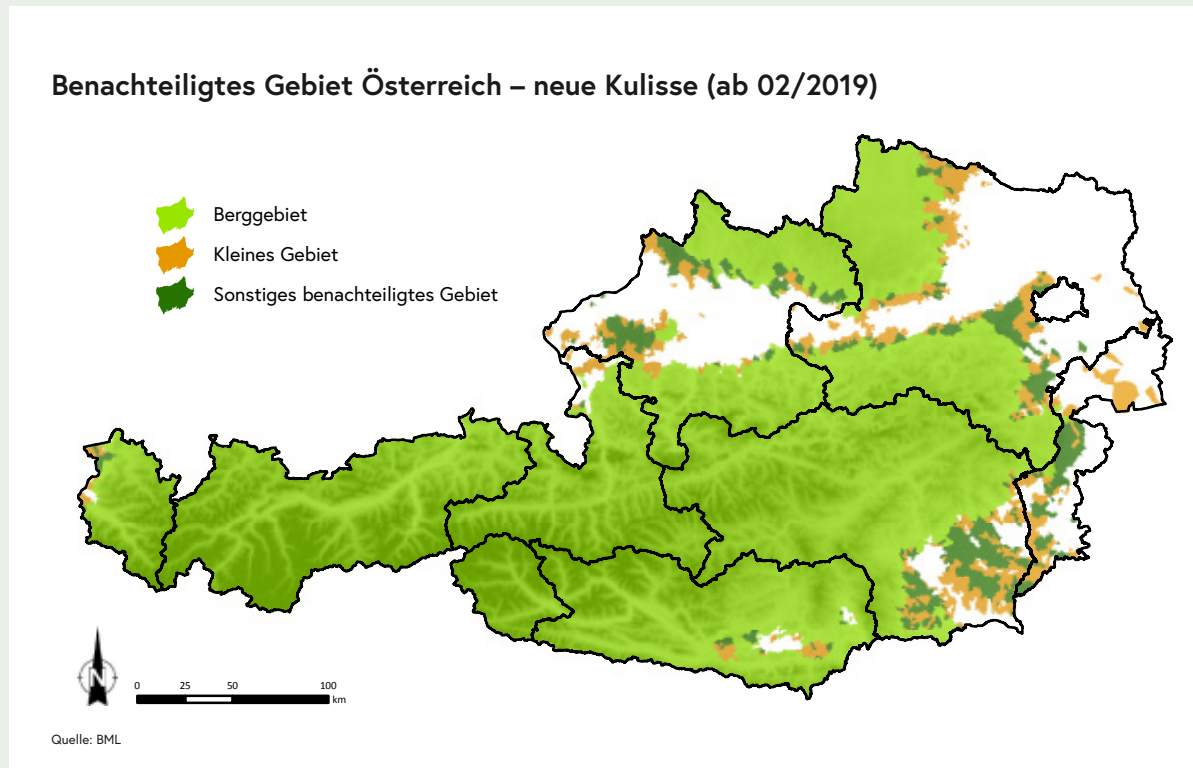 Benachteiligtes Gebiet Österreich – neue Kulisse (ab 02/2019)
Berggebiet
Kleines Gebiet
Sonstiges benachteiligtes Gebiet
N
0 25 50 100
km
Quelle: BML